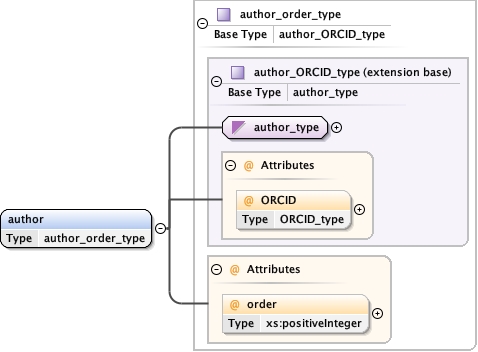 author_order_type
Base Type author_ORCID_type
author_ORCID_type (extension base)
Base Type author_type
author_type
@ Attributes
@ ORCID
Type ORCID_type
author
Type author_order_type
@ Attributes
@ order
Type xs:positiveInteger